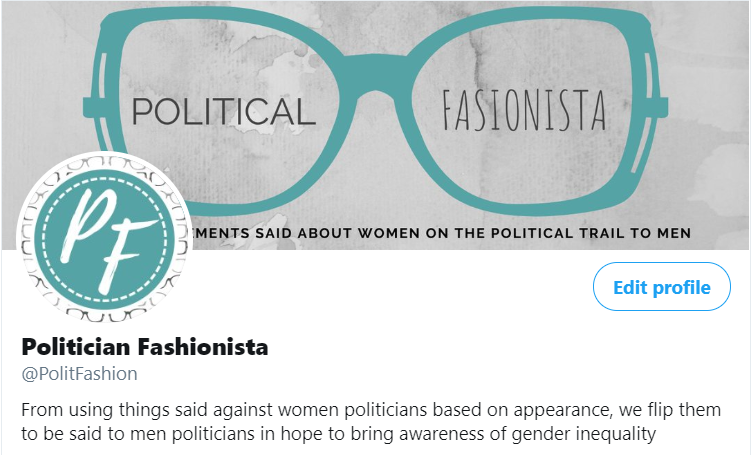 POLITICAL FASIONISTA
PF
MENTS SAID ABOUT WOMEN ON THE POLITICAL TRAIL TO MEN
Edit profile
Politician Fashionista
@PolitFashion
From using things said against women politicians based on appearance, we flip them
to be said to men politicians in hope to bring awareness of gender inequality